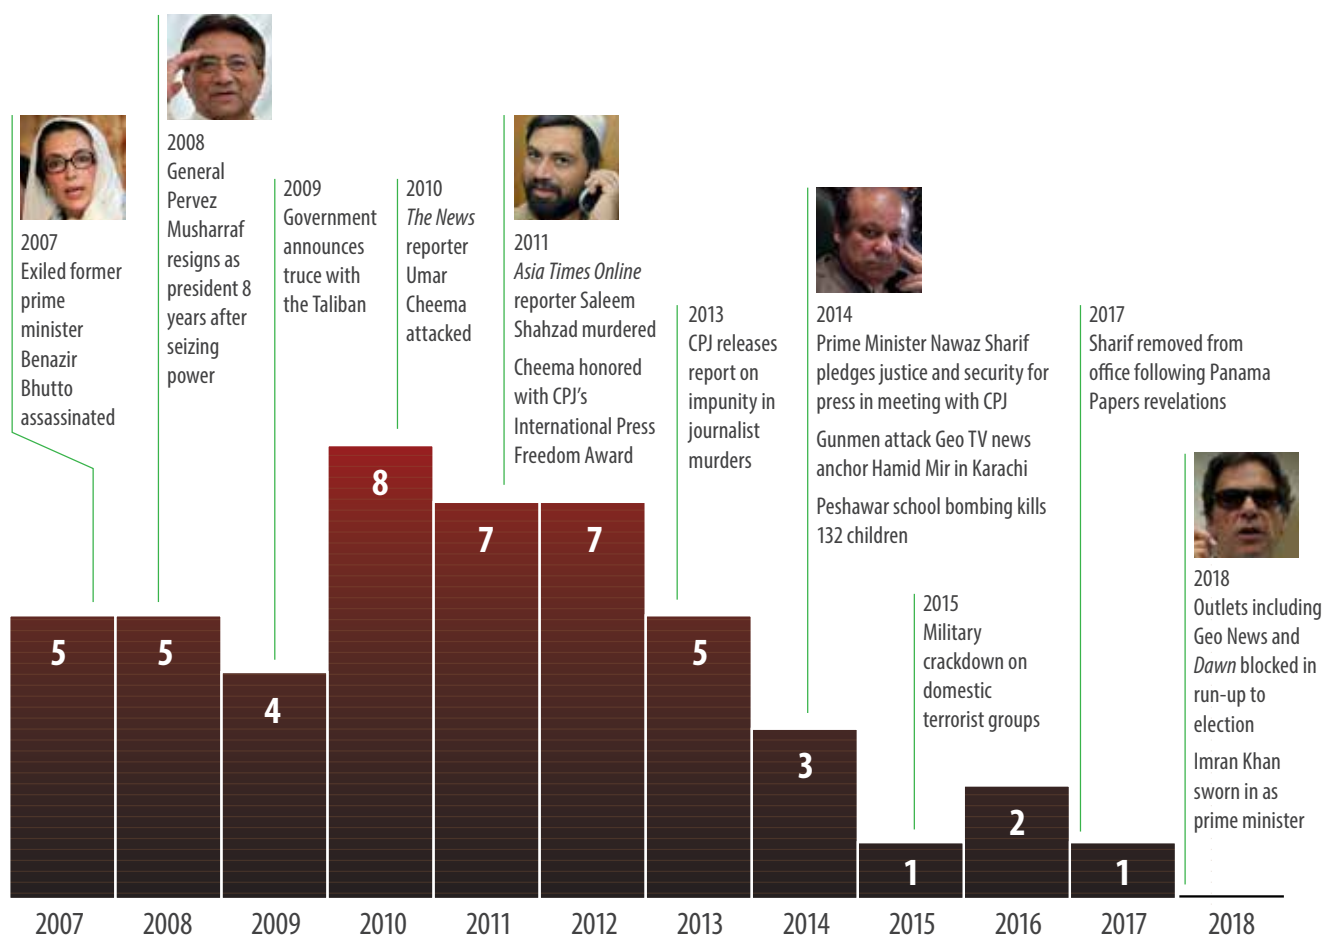 2007
Exiled former
prime
minister
Benazir
Bhutto
assassinated
2008
General
Pervez
Musharraf
resigns as
president 8
years after
seizing
power
2009
Government
announces
truce with
the Taliban
2010
The News
reporter
Umar
Cheema
attacked
2011
Asia Times Online
reporter Saleem
Shahzad murdered
Cheema honored
with CPJ’s
International Press
Freedom Award
2013
CPJ releases
report on
impunity in
journalist
murders
2014
Prime Minister Nawaz Sharif
pledges justice and security for
press in meeting with CPJ
Gunmen attack Geo TV news
anchor Hamid Mir in Karachi
Peshawar school bombing kills
132 children
2015
Military
crackdown on
domestic
terrorist groups
2017
Sharif removed from
office following Panama
Papers revelations
2018
Outlets including
Geo News and
Dawn blocked in
run-up to
election
Imran Khan
sworn in as
prime minister
5
5
4
8
7
7
5
3
1
2
1
2007
2008
2009
2010
2011
2012
2013
2014
2015
2016
2017
2018